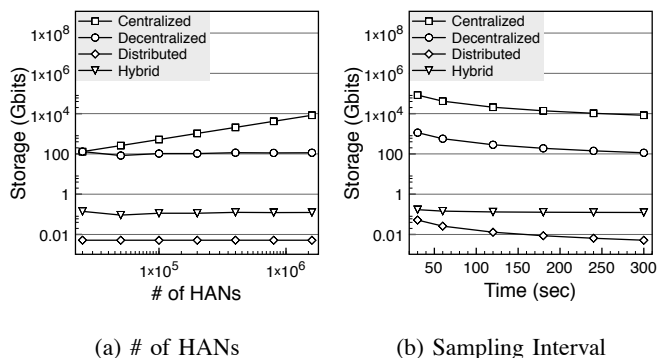 Centralized
Decentralized
Distributed
Hybrid
1×10^8
1×10^6
1×10^4
100
1
0.01
Storage (Gbits)
1×10^5
1×10^6
# of HANs
(a) # of HANs
Centralized
Decentralized
Distributed
Hybrid
1×10^8
1×10^6
1×10^4
100
1
0.01
Storage (Gbits)
50 100 150 200 250 300
Time (sec)
(b) Sampling Interval